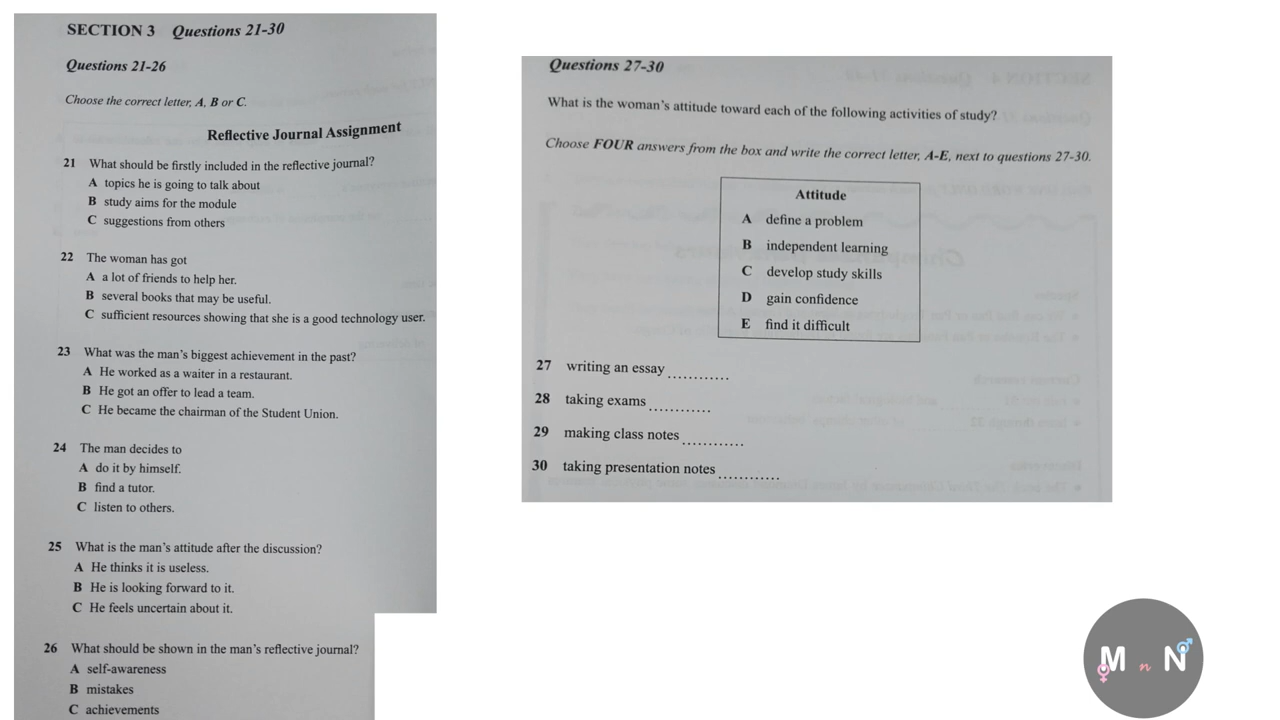 SECTION 3 Questions 21-30
Questions 21-26
Choose the correct letter, A, B or C.
Reflective Journal Assignment
21 What should be firstly included in the reflective journal?
A topics he is going to talk about
B study aims for the module
C suggestions from others
22 The woman has got
A a lot of friends to help her.
B several books that may be useful.
C sufficient resources showing that she is a good technology user.
23 What was the man's biggest achievement in the past?
A He worked as a waiter in a restaurant.
B He got an offer to lead a team.
C He became the chairman of the Student Union.
24 The man decides to
A do it by himself.
B find a tutor.
C listen to others.
25 What is the man's attitude after the discussion?
A He thinks it is useless.
B He is looking forward to it.
C He feels uncertain about it.
26 What should be shown in the man's reflective journal?
A self-awareness
B mistakes
C achievements
Questions 27-30
What is the woman's attitude toward each of the following activities of study?
Choose FOUR answers from the box and write the correct letter, A-E, next to questions 27-30.
Attitude
A define a problem
B independent learning
C develop study skills
D gain confidence
E find it difficult
27 writing an essay ............
28 taking exams ............
29 making class notes ............
30 taking presentation notes ............
M n N